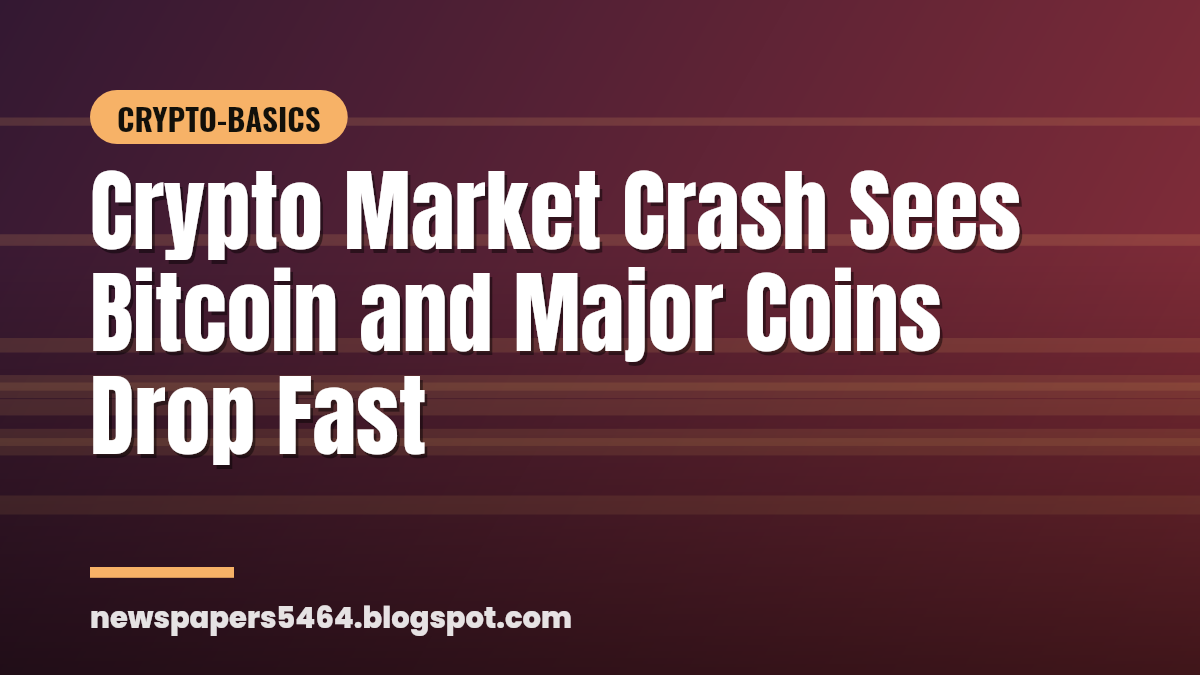 CRYPTO-BASICS
Crypto Market Crash Sees
Bitcoin and Major Coins
Drop Fast
newspapers5464.blogspot.com